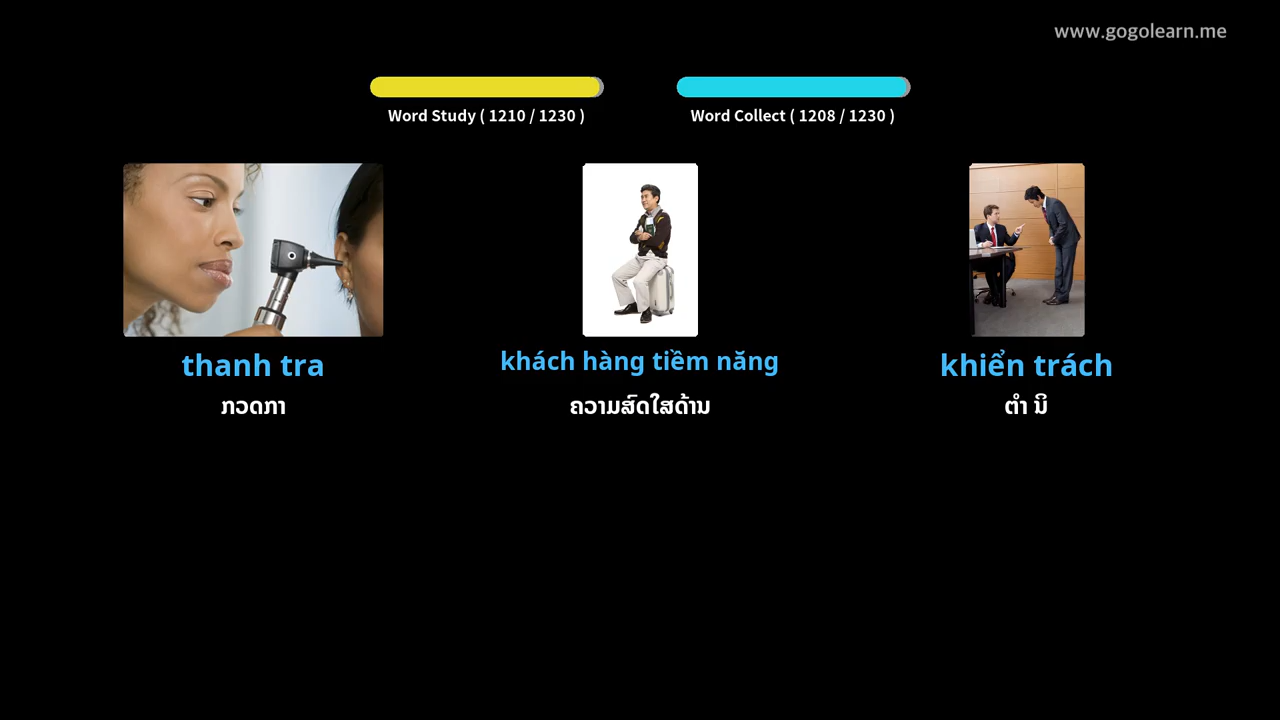 www.gogolearn.me
Word Study ( 1210 / 1230 )
Word Collect ( 1208 / 1230 )
thanh tra
ກວດກາ
khách hàng tiềm năng
ຄວາມສົດໃສດ້ານ
khiển trách
ຕຳ ນິ